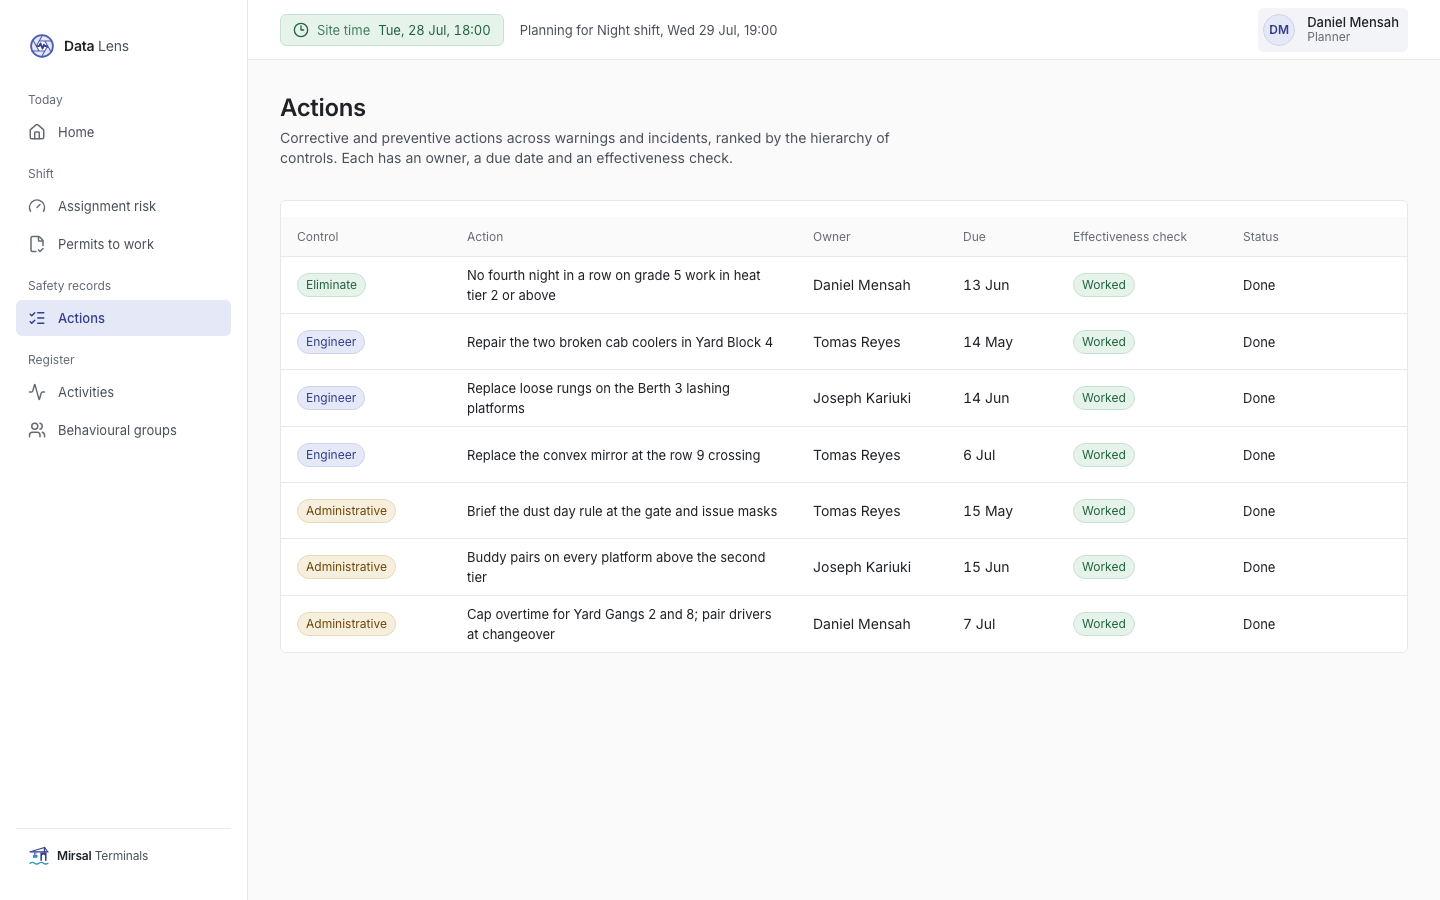 Data Lens
Today
Home
Shift
Assignment risk
Permits to work
Safety records
Actions
Register
Activities
Behavioural groups
Mirsal Terminals
Site time Tue, 28 Jul, 18:00
Planning for Night shift, Wed 29 Jul, 19:00
DM
Daniel Mensah
Planner
Actions
Corrective and preventive actions across warnings and incidents, ranked by the hierarchy of
controls. Each has an owner, a due date and an effectiveness check.
Control Action Owner Due Effectiveness check Status
Eliminate No fourth night in a row on grade 5 work in heat
tier 2 or above Daniel Mensah 13 Jun Worked Done
Engineer Repair the two broken cab coolers in Yard Block 4 Tomas Reyes 14 May Worked Done
Engineer Replace loose rungs on the Berth 3 lashing
platforms Joseph Kariuki 14 Jun Worked Done
Engineer Replace the convex mirror at the row 9 crossing Tomas Reyes 6 Jul Worked Done
Administrative Brief the dust day rule at the gate and issue masks Tomas Reyes 15 May Worked Done
Administrative Buddy pairs on every platform above the second
tier Joseph Kariuki 15 Jun Worked Done
Administrative Cap overtime for Yard Gangs 2 and 8; pair drivers
at changeover Daniel Mensah 7 Jul Worked Done